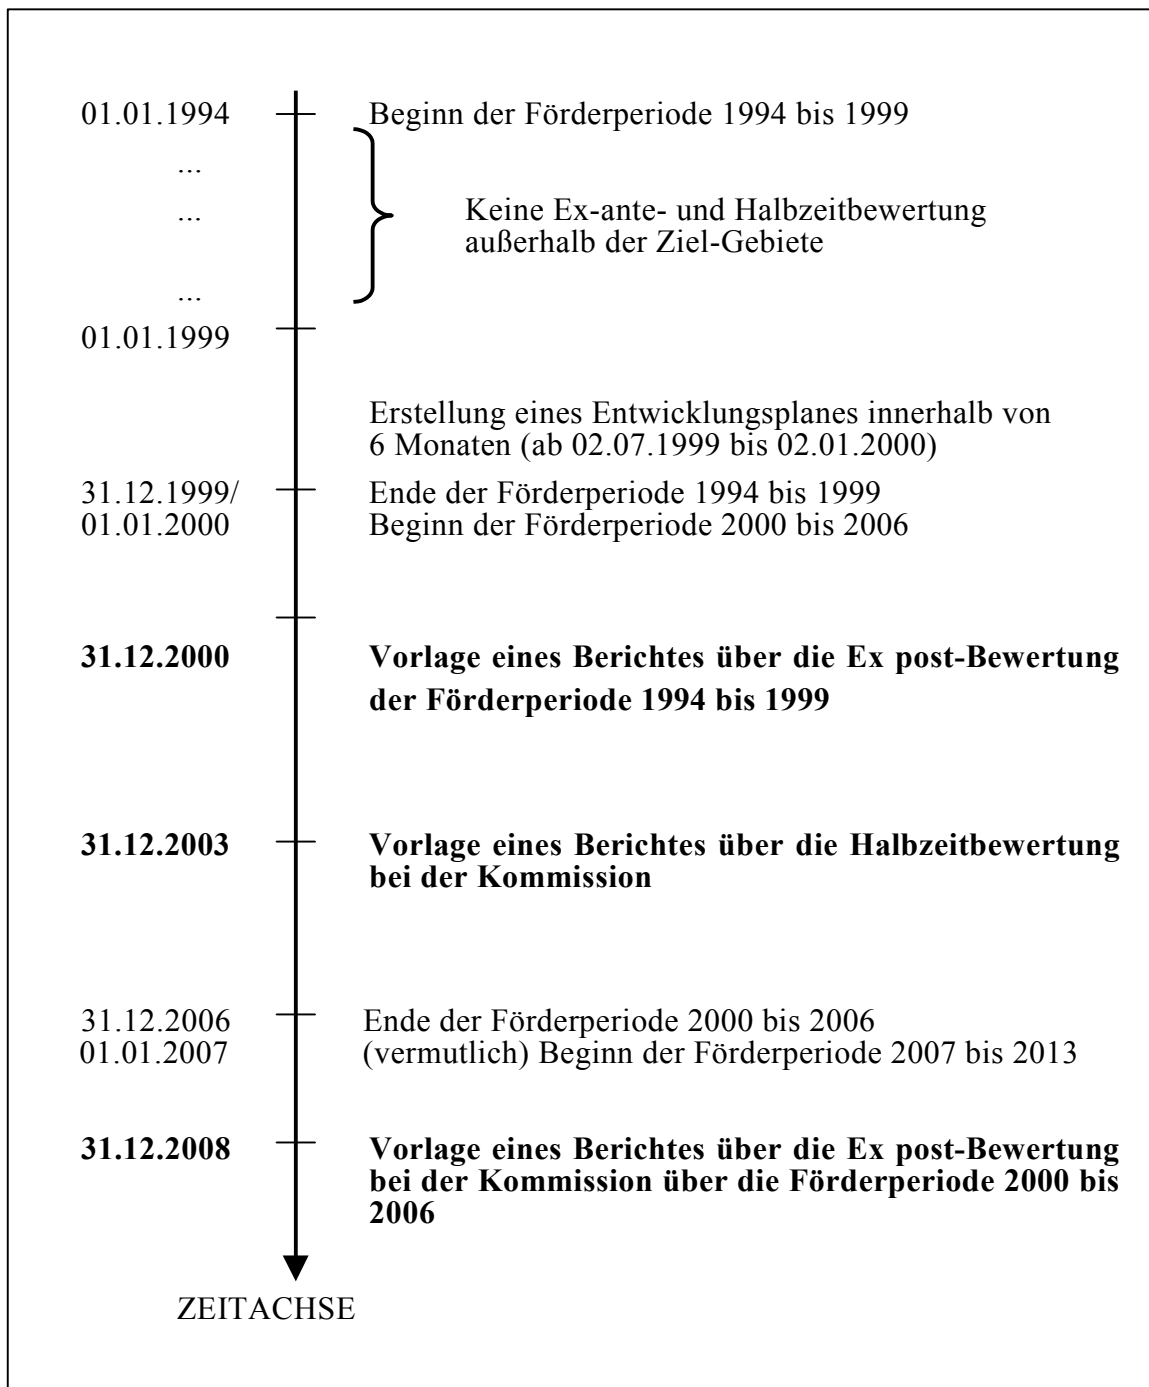 01.01.1994 Beginn der Förderperiode 1994 bis 1999
...
... Keine Ex-ante- und Halbzeitbewertung
außerhalb der Ziel-Gebiete
...
01.01.1999
Erstellung eines Entwicklungsplanes innerhalb von
6 Monaten (ab 02.07.1999 bis 02.01.2000)
31.12.1999/ Ende der Förderperiode 1994 bis 1999
01.01.2000 Beginn der Förderperiode 2000 bis 2006
31.12.2000 Vorlage eines Berichtes über die Ex post-Bewertung
der Förderperiode 1994 bis 1999
31.12.2003 Vorlage eines Berichtes über die Halbzeitbewertung
bei der Kommission
31.12.2006 Ende der Förderperiode 2000 bis 2006
01.01.2007 (vermutlich) Beginn der Förderperiode 2007 bis 2013
31.12.2008 Vorlage eines Berichtes über die Ex post-Bewertung
bei der Kommission über die Förderperiode 2000 bis
2006
ZEITACHSE